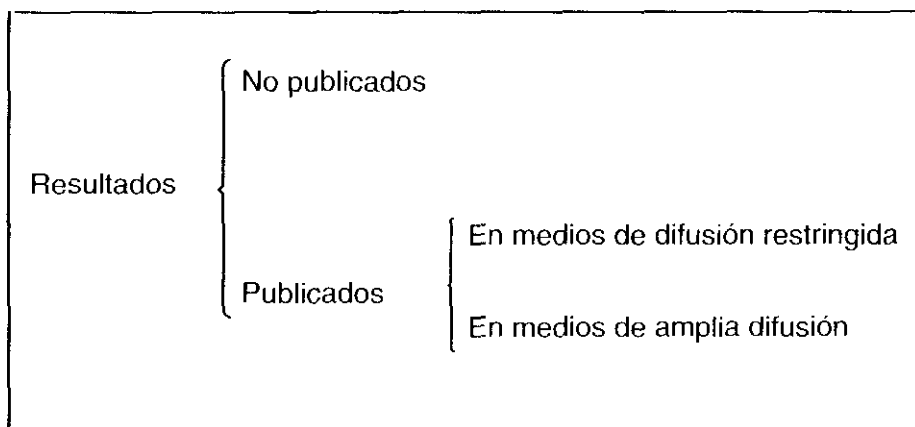 No publicados
Resultados
En medios de difusión restringida
Publicados
En medios de amplia difusión